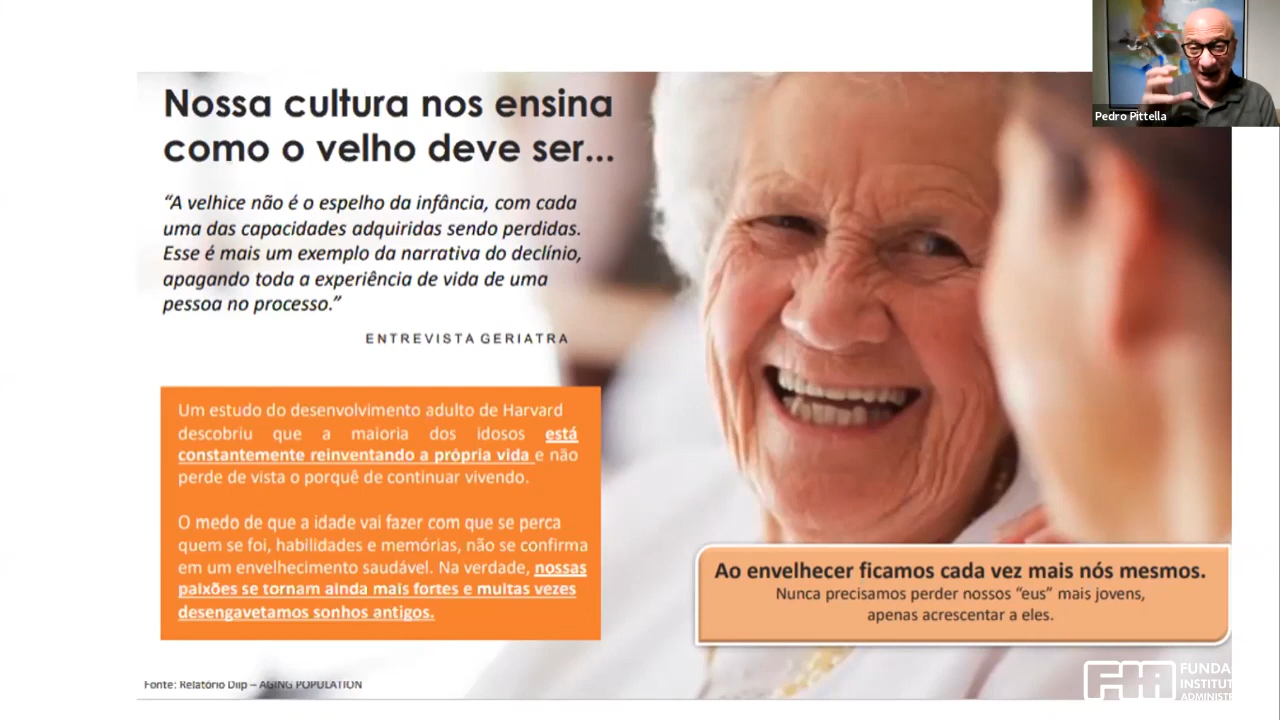 Pedro Pittella
Nossa cultura nos ensina
como o velho deve ser...
“A velhice não é o espelho da infância, com cada
uma das capacidades adquiridas sendo perdidas.
Esse é mais um exemplo da narrativa do declínio,
apagando toda a experiência de vida de uma
pessoa no processo.”
ENTREVISTA GERIATRA
Um estudo do desenvolvimento adulto de Harvard
descobriu que a maioria dos idosos está
constantemente reinventando a própria vida e não
perde de vista o porquê de continuar vivendo.
O medo de que a idade vai fazer com que se perca
quem se foi, habilidades e memórias, não se confirma
em um envelhecimento saudável. Na verdade, nossas
paixões se tornam ainda mais fortes e muitas vezes
desengavetamos sonhos antigos.
Ao envelhecer ficamos cada vez mais nós mesmos.
Nunca precisamos perder nossos “eus” mais jovens,
apenas acrescentar a eles.
Fonte: Relatório Diip – AGING POPULATION
FIA
FUNDA
INSTITUT
ADMINISTR